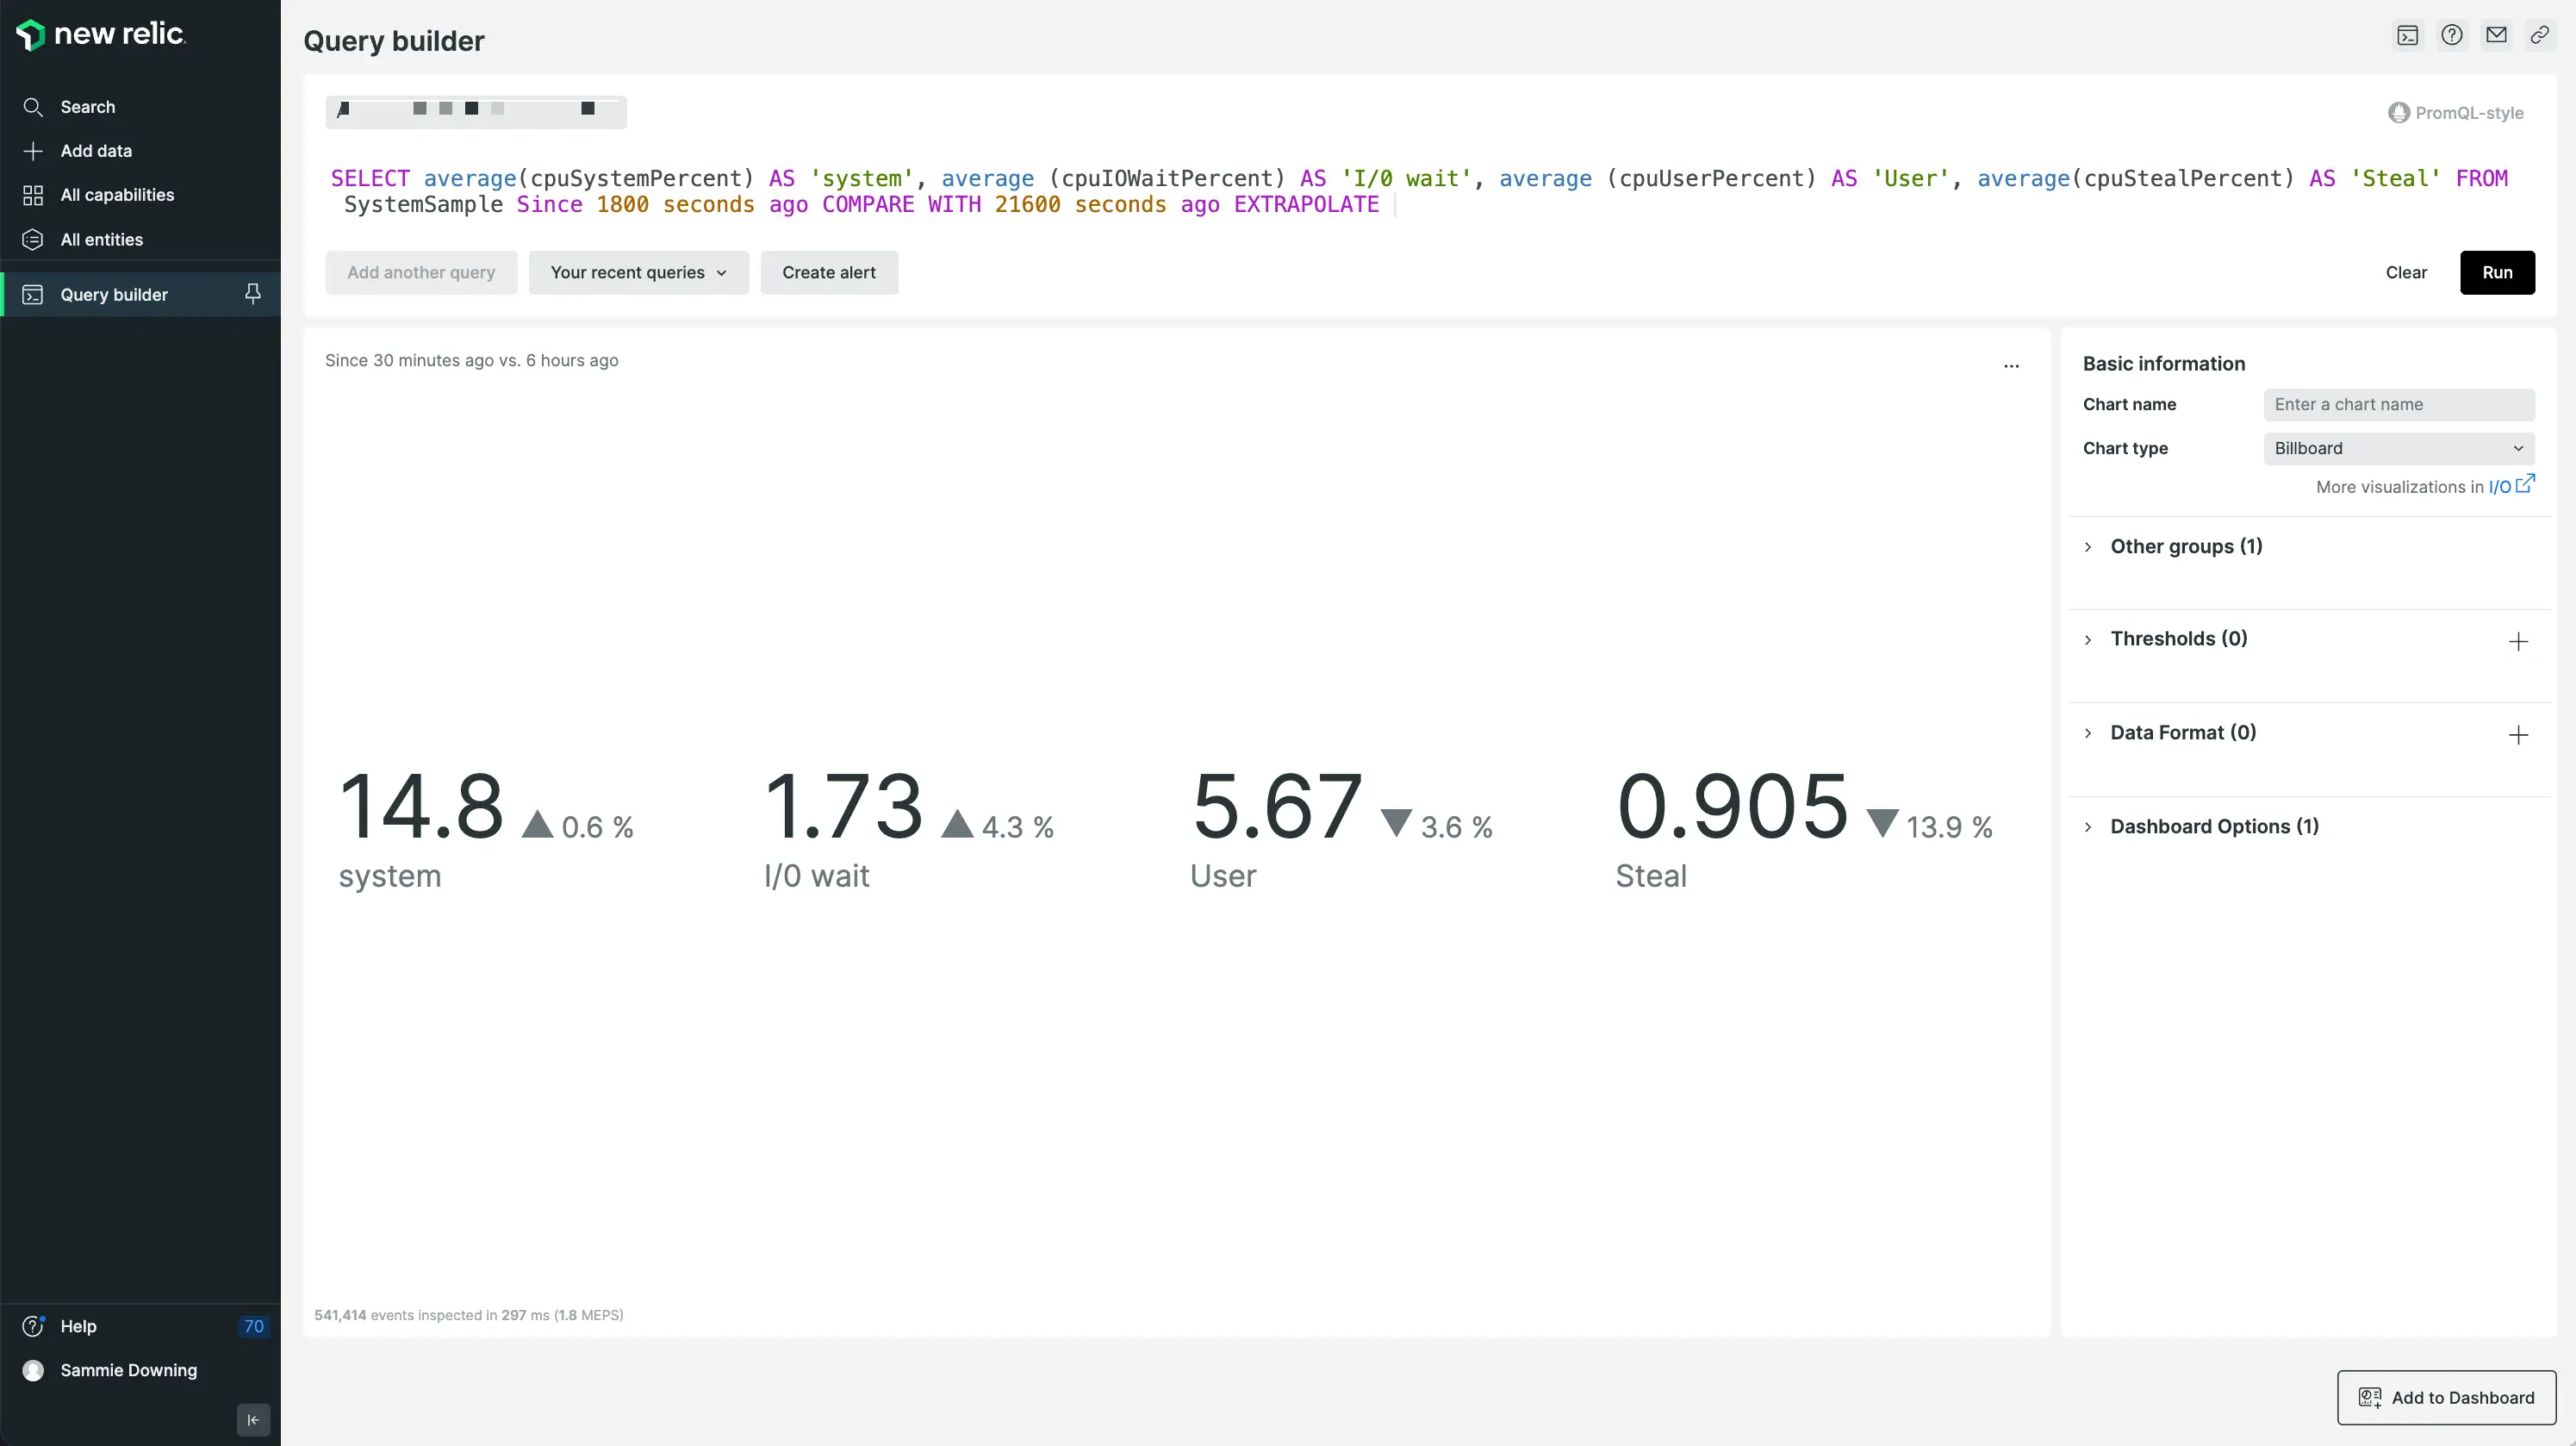 new relic.
Search
Add data
All capabilities
All entities
Query builder
Help 70
Sammie Downing
Query builder
PromQL-style
SELECT average(cpuSystemPercent) AS 'system', average (cpuIOWaitPercent) AS 'I/0 wait', average (cpuUserPercent) AS 'User', average(cpuStealPercent) AS 'Steal' FROM
SystemSample Since 1800 seconds ago COMPARE WITH 21600 seconds ago EXTRAPOLATE
Add another query Your recent queries Create alert Clear Run
Since 30 minutes ago vs. 6 hours ago
...
14.8 ▲ 0.6 % 1.73 ▲ 4.3 % 5.67 ▼ 3.6 % 0.905 ▼ 13.9 %
system I/0 wait User Steal
541,414 events inspected in 297 ms (1.8 MEPS)
Basic information
Chart name Enter a chart name
Chart type Billboard
More visualizations in I/O
Other groups (1)
Thresholds (0)
Data Format (0)
Dashboard Options (1)
Add to Dashboard